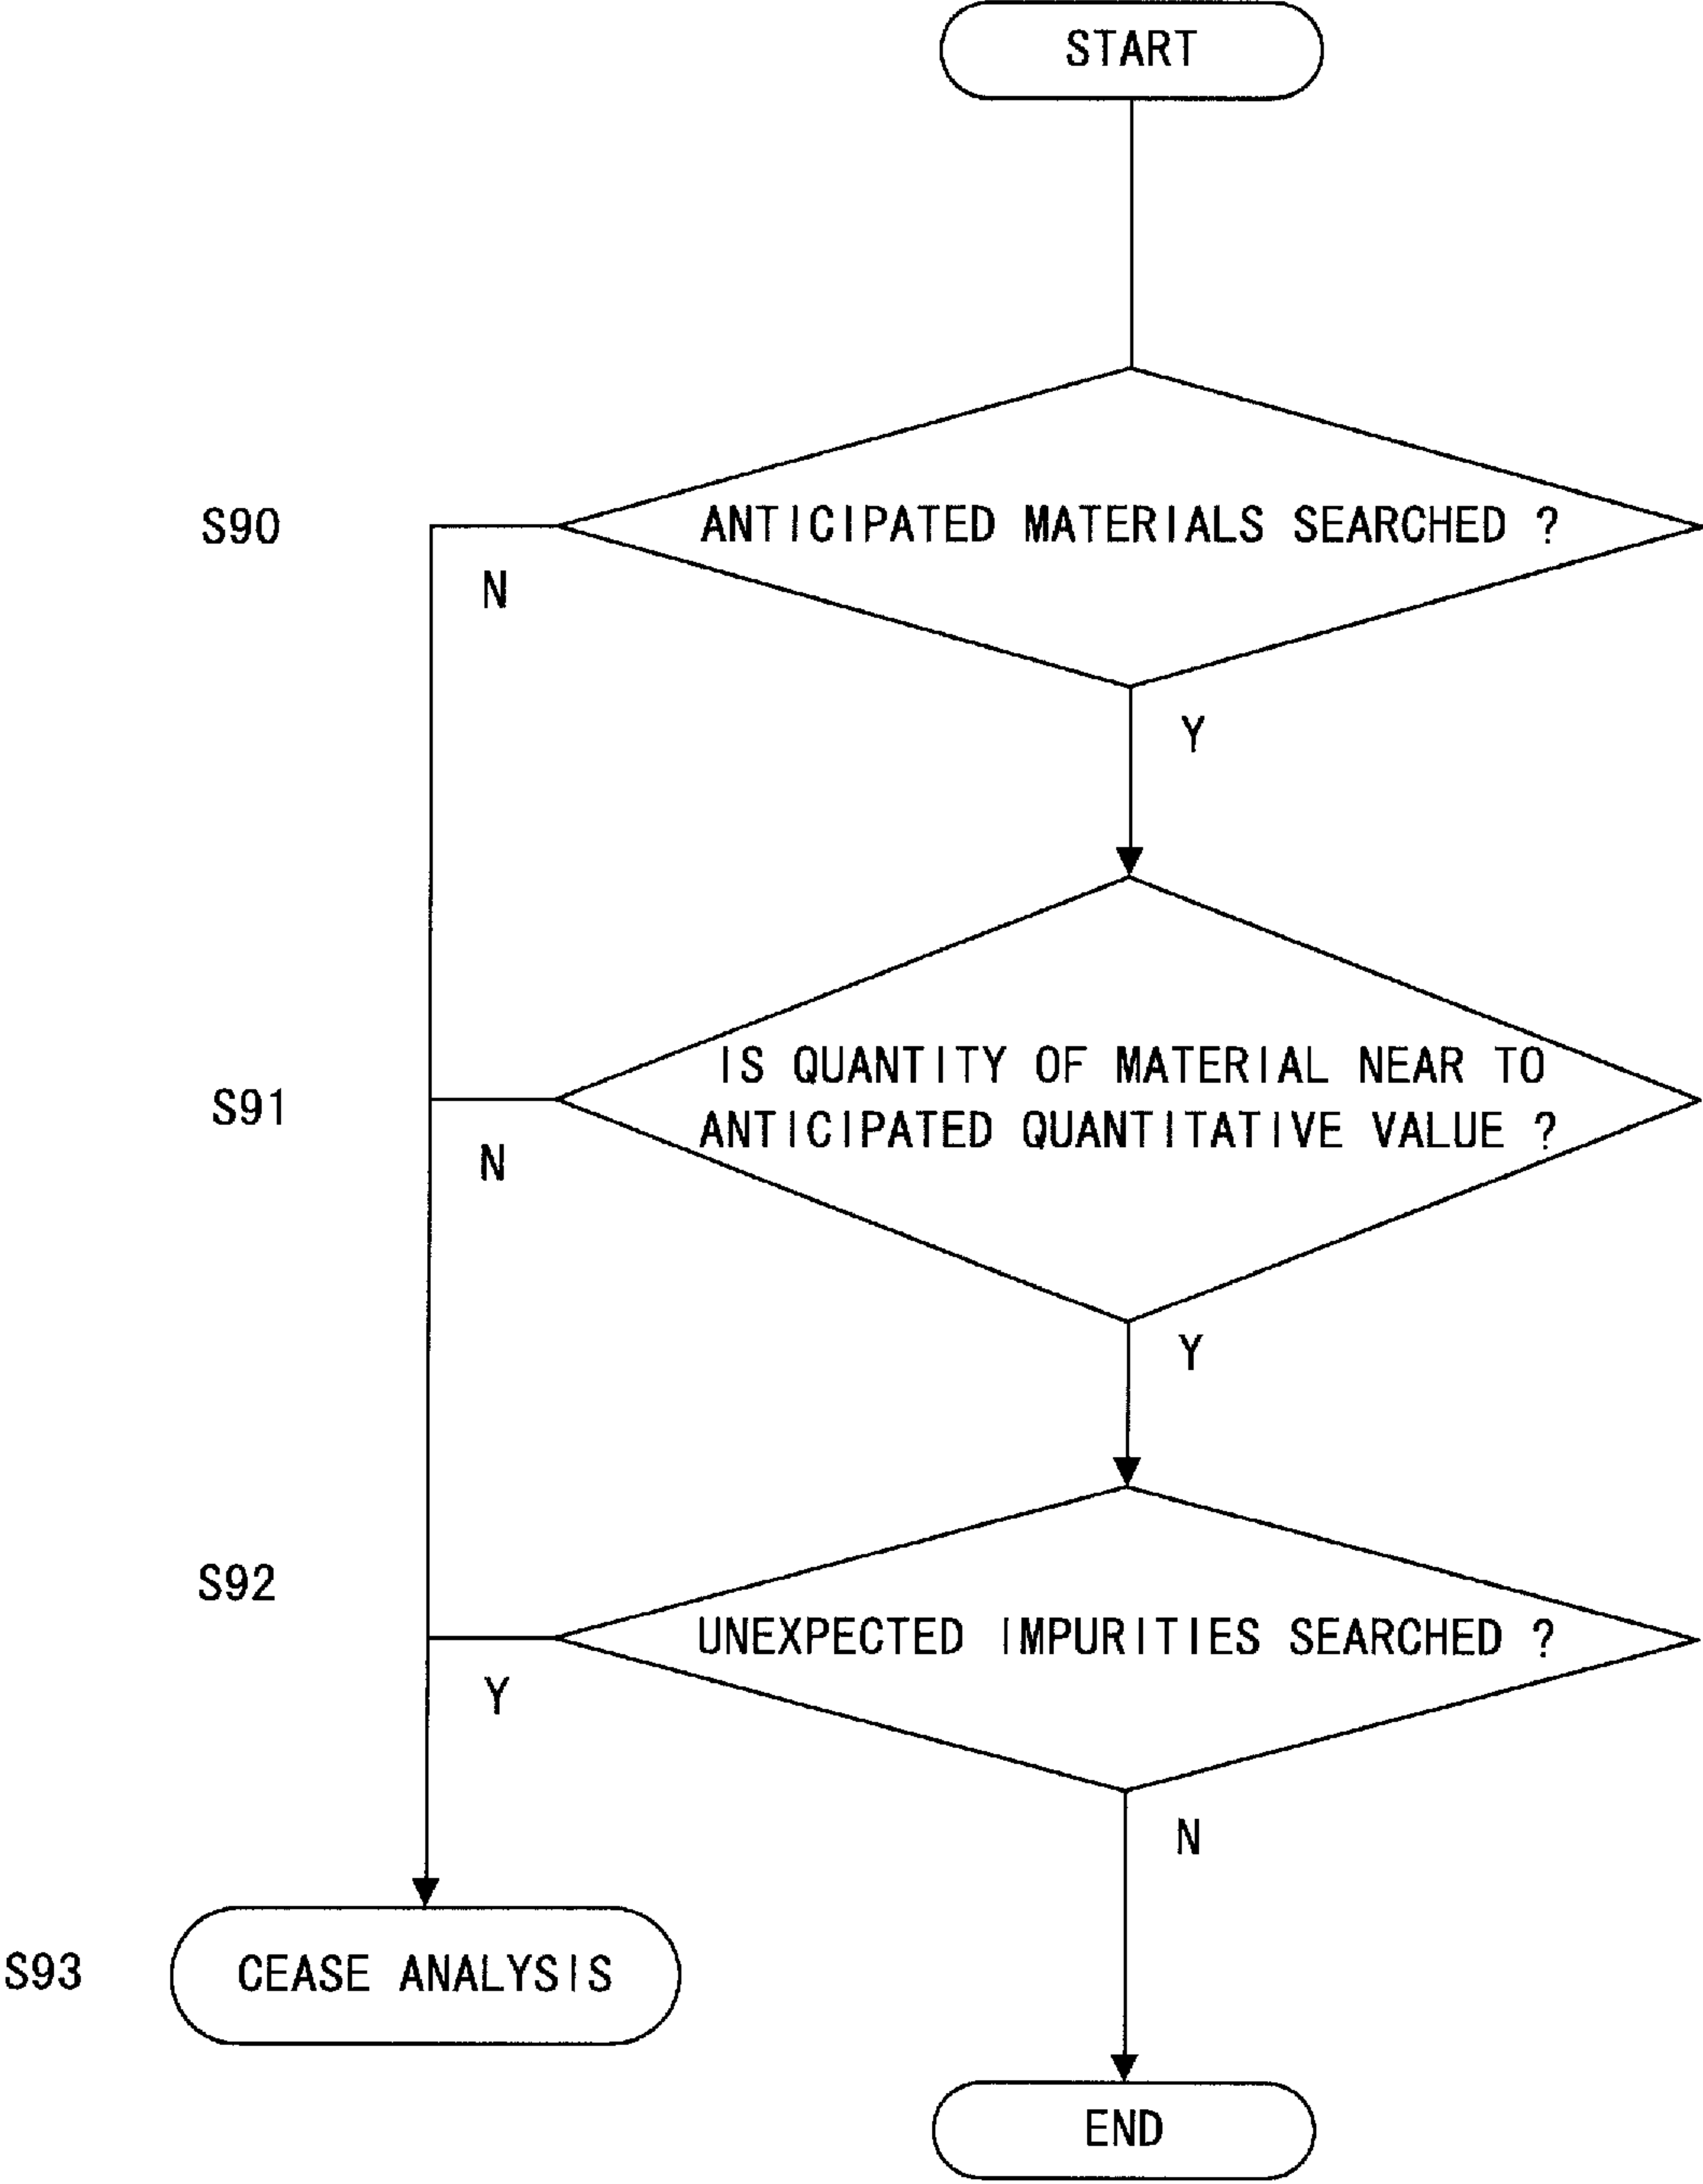 START
S90
ANTICIPATED MATERIALS SEARCHED ?
N
Y
S91
IS QUANTITY OF MATERIAL NEAR TO
ANTICIPATED QUANTITATIVE VALUE ?
N
Y
S92
UNEXPECTED IMPURITIES SEARCHED ?
Y
N
S93
CEASE ANALYSIS
END